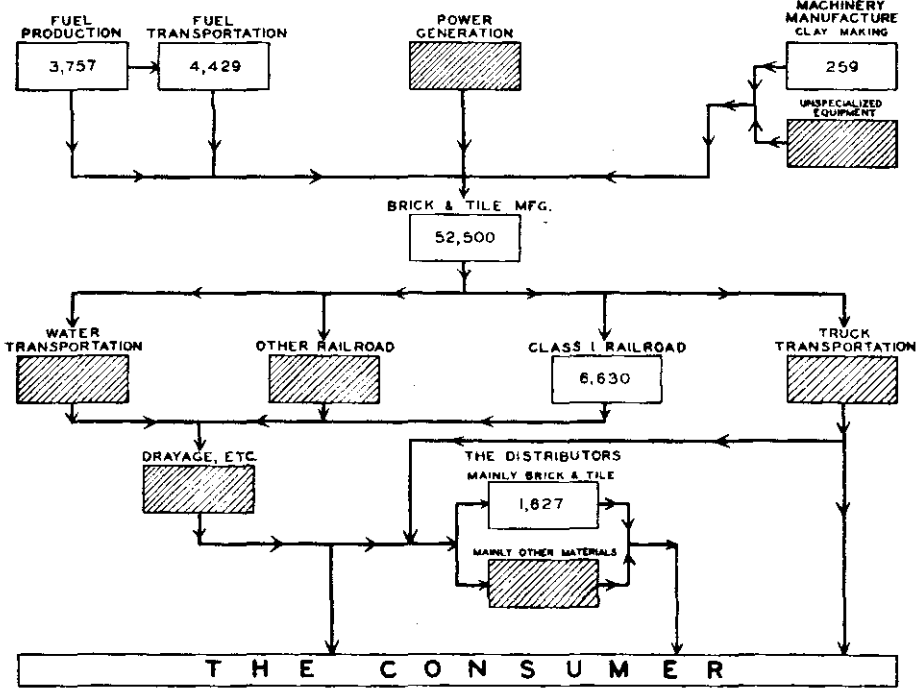 FUEL
PRODUCTION
3,757
FUEL
TRANSPORTATION
4,429
POWER
GENERATION
MACHINERY
MANUFACTURE
CLAY MAKING
259
UNSPECIALIZED
EQUIPMENT
BRICK & TILE MFG.
52,500
WATER
TRANSPORTATION
OTHER RAILROAD
CLASS I RAILROAD
6,630
TRUCK
TRANSPORTATION
DRAYAGE, ETC.
THE DISTRIBUTORS
MAINLY BRICK & TILE
1,627
MAINLY OTHER MATERIALS
THE CONSUMER